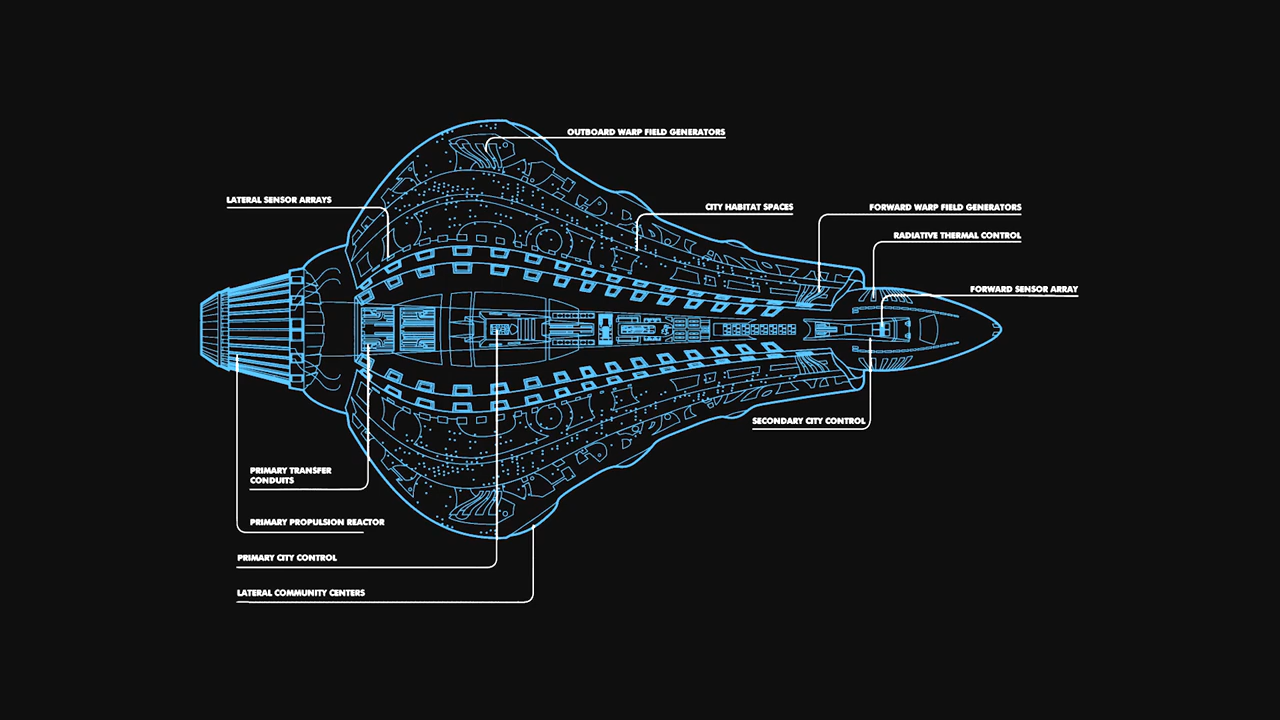 OUTBOARD WARP FIELD GENERATORS
LATERAL SENSOR ARRAYS
CITY HABITAT SPACES
FORWARD WARP FIELD GENERATORS
RADIATIVE THERMAL CONTROL
FORWARD SENSOR ARRAY
SECONDARY CITY CONTROL
PRIMARY TRANSFER
CONDUITS
PRIMARY PROPULSION REACTOR
PRIMARY CITY CONTROL
LATERAL COMMUNITY CENTERS